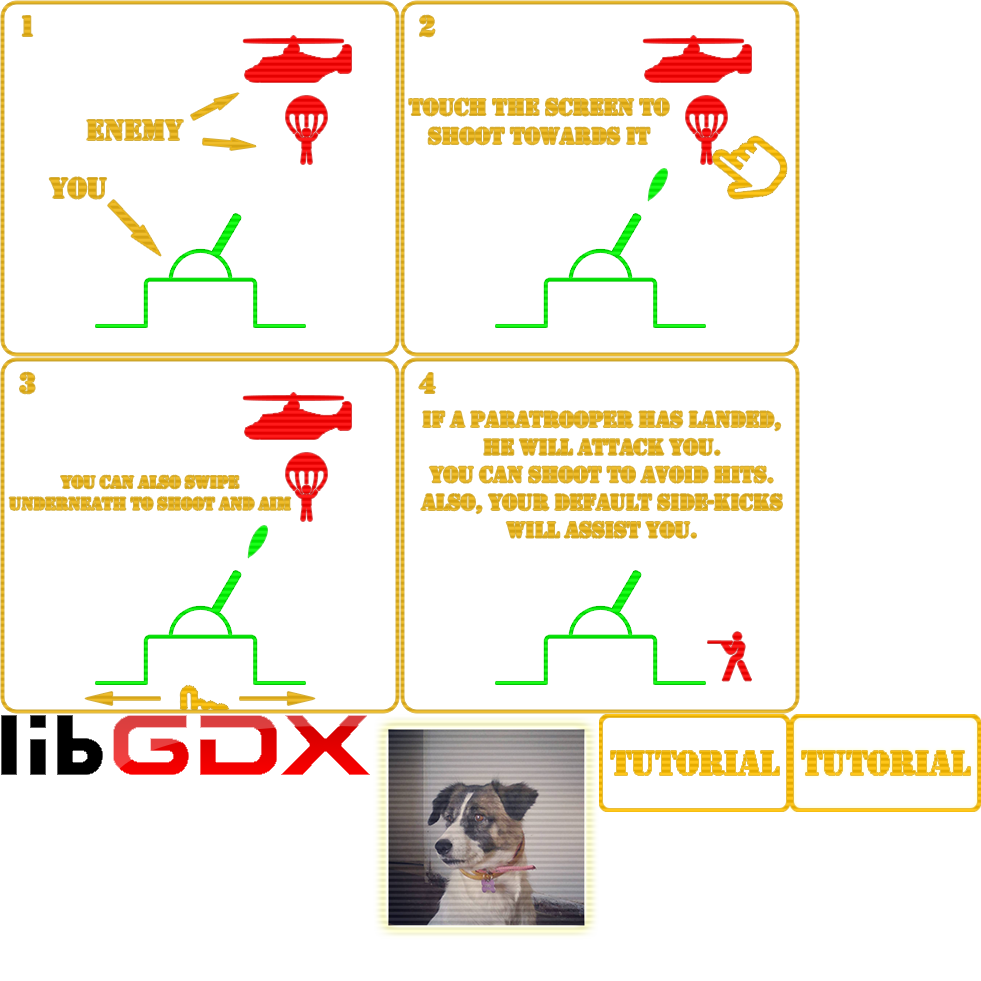 1
ENEMY
YOU
2
TOUCH THE SCREEN TO
SHOOT TOWARDS IT
3
YOU CAN ALSO SWIPE
UNDERNEATH TO SHOOT AND AIM
4
IF A PARATROOPER HAS LANDED,
HE WILL ATTACK YOU.
YOU CAN SHOOT TO AVOID HITS.
ALSO, YOUR DEFAULT SIDE-KICKS
WILL ASSIST YOU.
libGDX
TUTORIAL
TUTORIAL